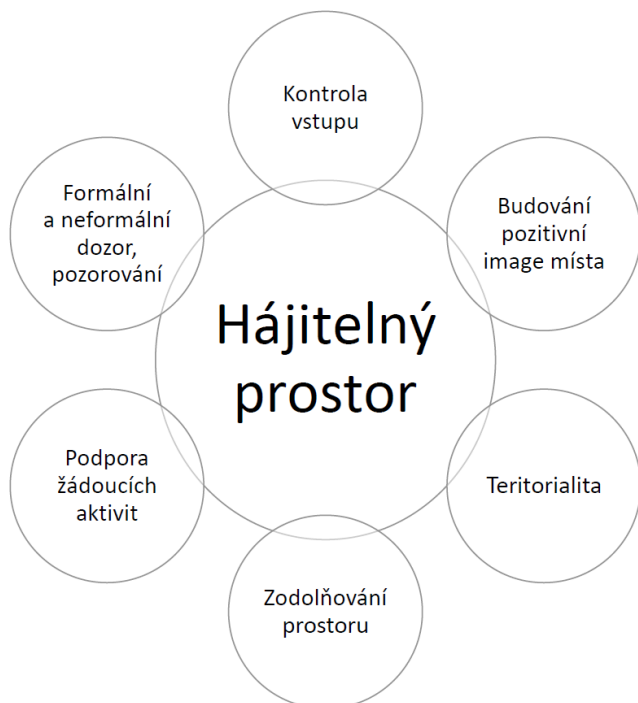 Kontrola
vstupu
Formální
a neformální
dozor,
pozorování
Budování
pozitivní
image místa
Hájitelný
prostor
Podpora
žádoucích
aktivit
Teritorialita
Zodolňování
prostoru